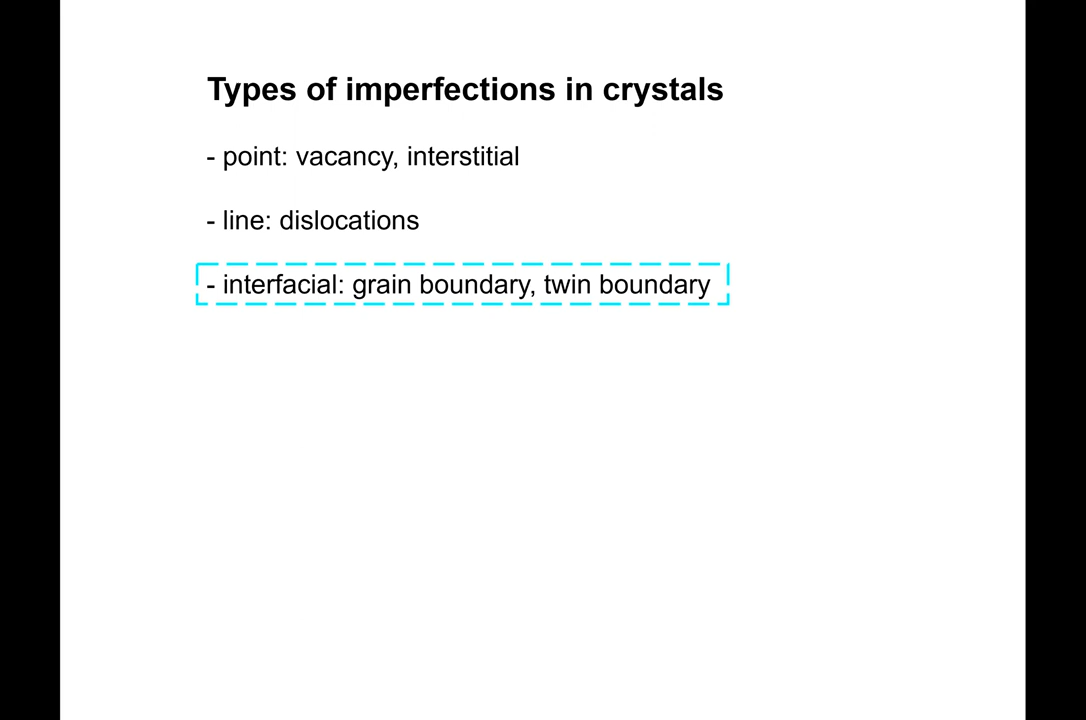 Types of imperfections in crystals
- point: vacancy, interstitial
- line: dislocations
- interfacial: grain boundary, twin boundary